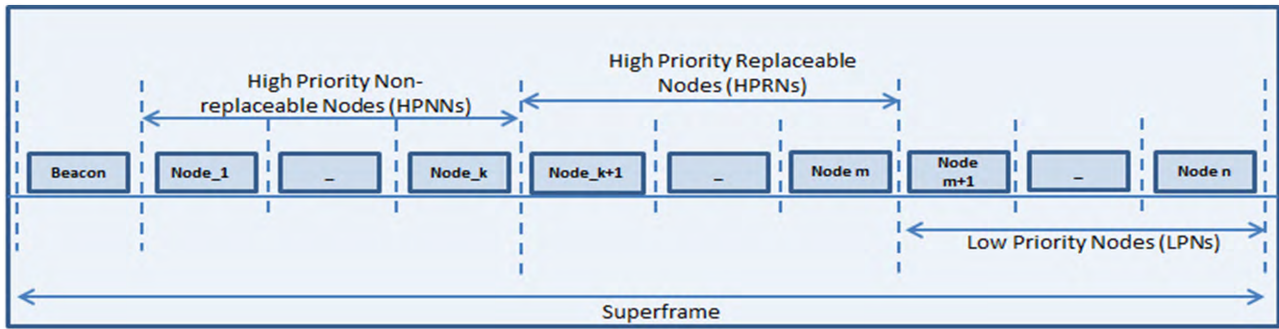 High Priority Non-
replaceable Nodes (HPNNs)
High Priority Replaceable
Nodes (HPRNs)
Beacon
Node_1
_
Node_k
Node_k+1
_
Node m
Node
m+1
_
Node n
Low Priority Nodes (LPNs)
Superframe